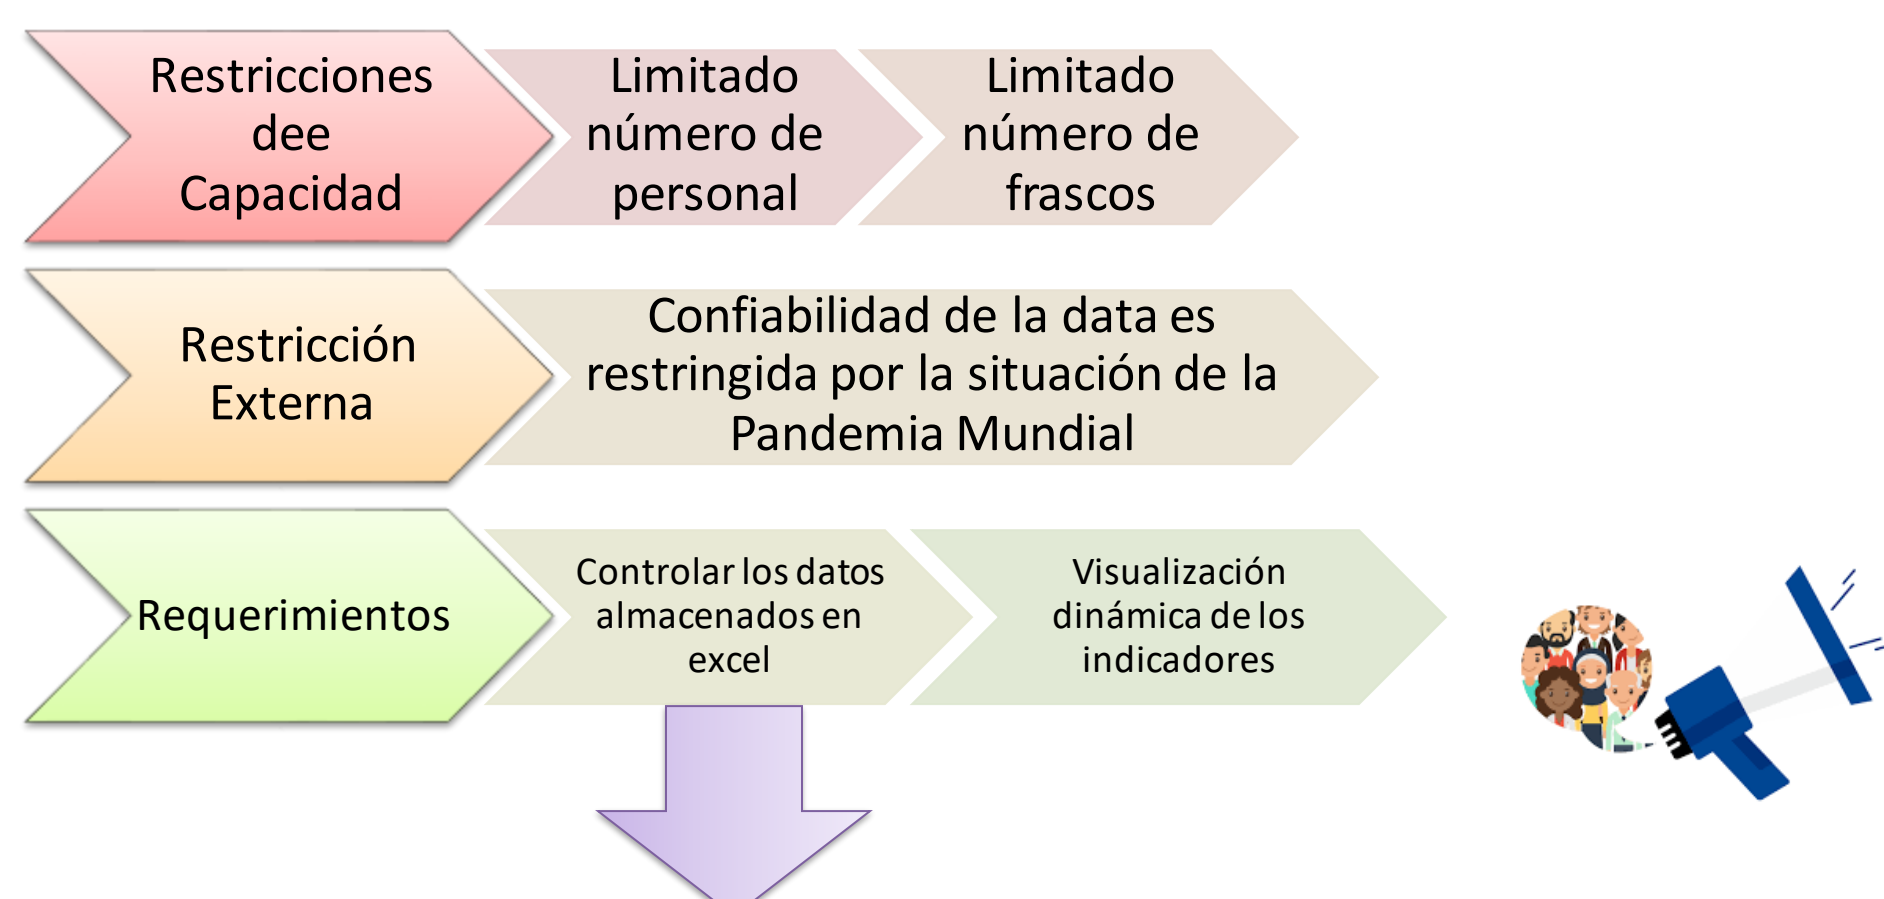 Restricciones
dee
Capacidad
Limitado
número de
personal
Limitado
número de
frascos
Restricción
Externa
Confiabilidad de la data es
restringida por la situación de la
Pandemia Mundial
Requerimientos
Controlar los datos
almacenados en
excel
Visualización
dinámica de los
indicadores